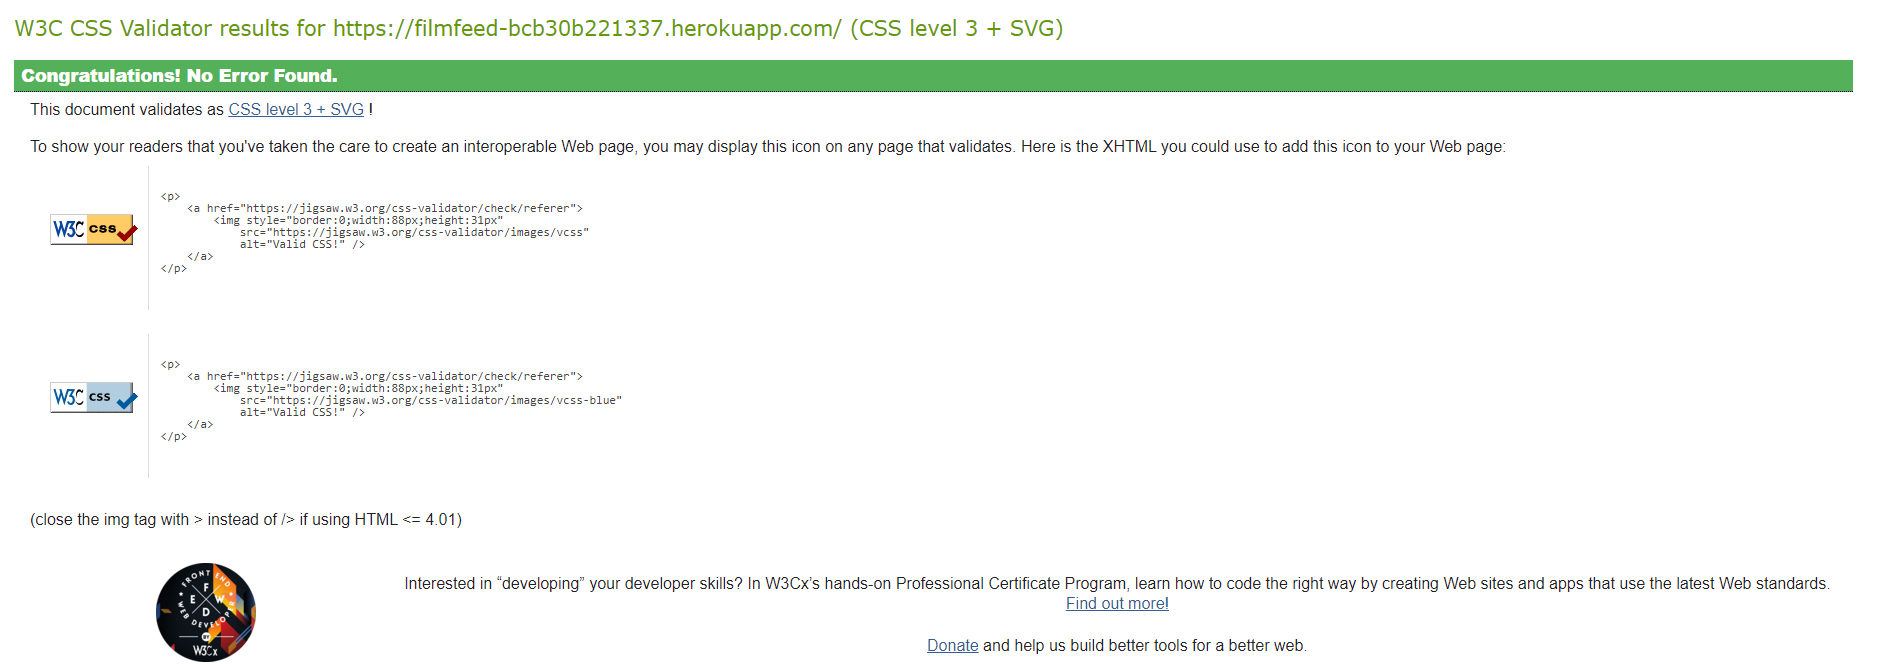 W3C CSS Validator results for https://filmfeed-bcb30b221337.herokuapp.com/ (CSS level 3 + SVG)
Congratulations! No Error Found.
This document validates as CSS level 3 + SVG !
To show your readers that you've taken the care to create an interoperable Web page, you may display this icon on any page that validates. Here is the XHTML you could use to add this icon to your Web page:
W3C css
<p>
<a href="https://jigsaw.w3.org/css-validator/check/referer">
<img style="border:0;width:88px;height:31px"
src="https://jigsaw.w3.org/css-validator/images/vcss"
alt="Valid CSS!" />
</a>
</p>
W3C css
<p>
<a href="https://jigsaw.w3.org/css-validator/check/referer">
<img style="border:0;width:88px;height:31px"
src="https://jigsaw.w3.org/css-validator/images/vcss-blue"
alt="Valid CSS!" />
</a>
</p>
(close the img tag with > instead of /> if using HTML <= 4.01)
FRONT END
F
E W
D
WEB DEVELOPER
BY
W3Cx
Interested in “developing” your developer skills? In W3Cx’s hands-on Professional Certificate Program, learn how to code the right way by creating Web sites and apps that use the latest Web standards.
Find out more!
Donate and help us build better tools for a better web.